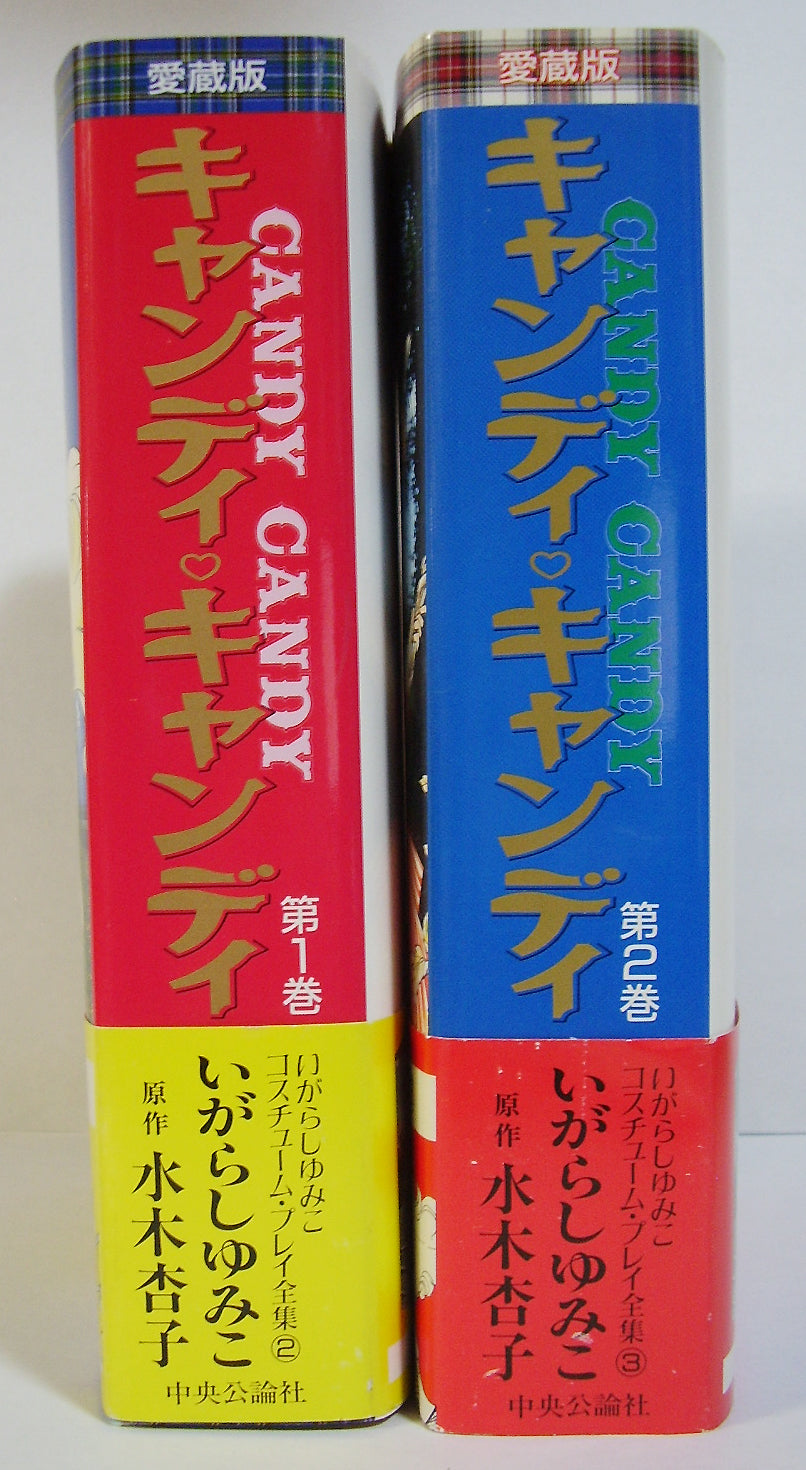 愛蔵版
CANDY CANDY
キャンディ♡キャンディ
第1巻
いがらしゆみこ
コスチューム・プレイ全集②
いがらしゆみこ
原作 水木杏子
中央公論社
愛蔵版
CANDY CANDY
キャンディ♡キャンディ
第2巻
いがらしゆみこ
コスチューム・プレイ全集③
いがらしゆみこ
原作 水木杏子
中央公論社